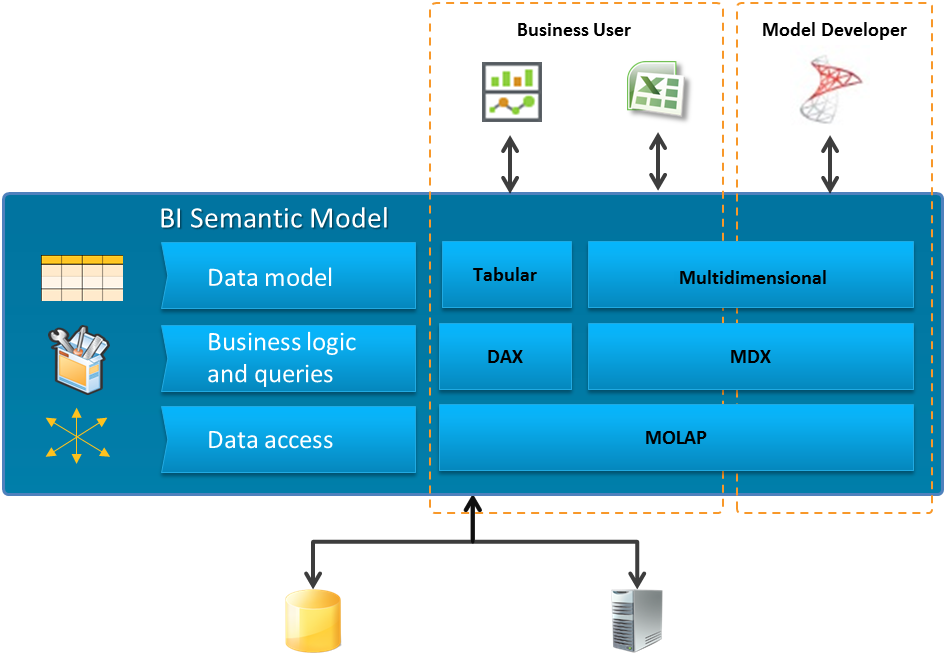 Business User
Model Developer
BI Semantic Model
Data model
Tabular
Multidimensional
Business logic
and queries
DAX
MDX
Data access
MOLAP